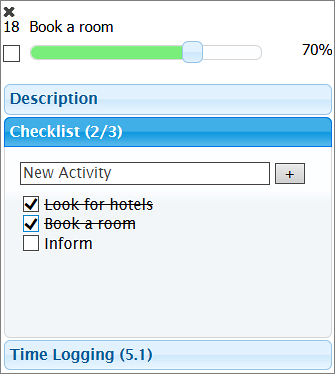 18 Book a room
70%
Description
Checklist (2/3)
New Activity +
Look for hotels
Book a room
Inform
Time Logging (5.1)